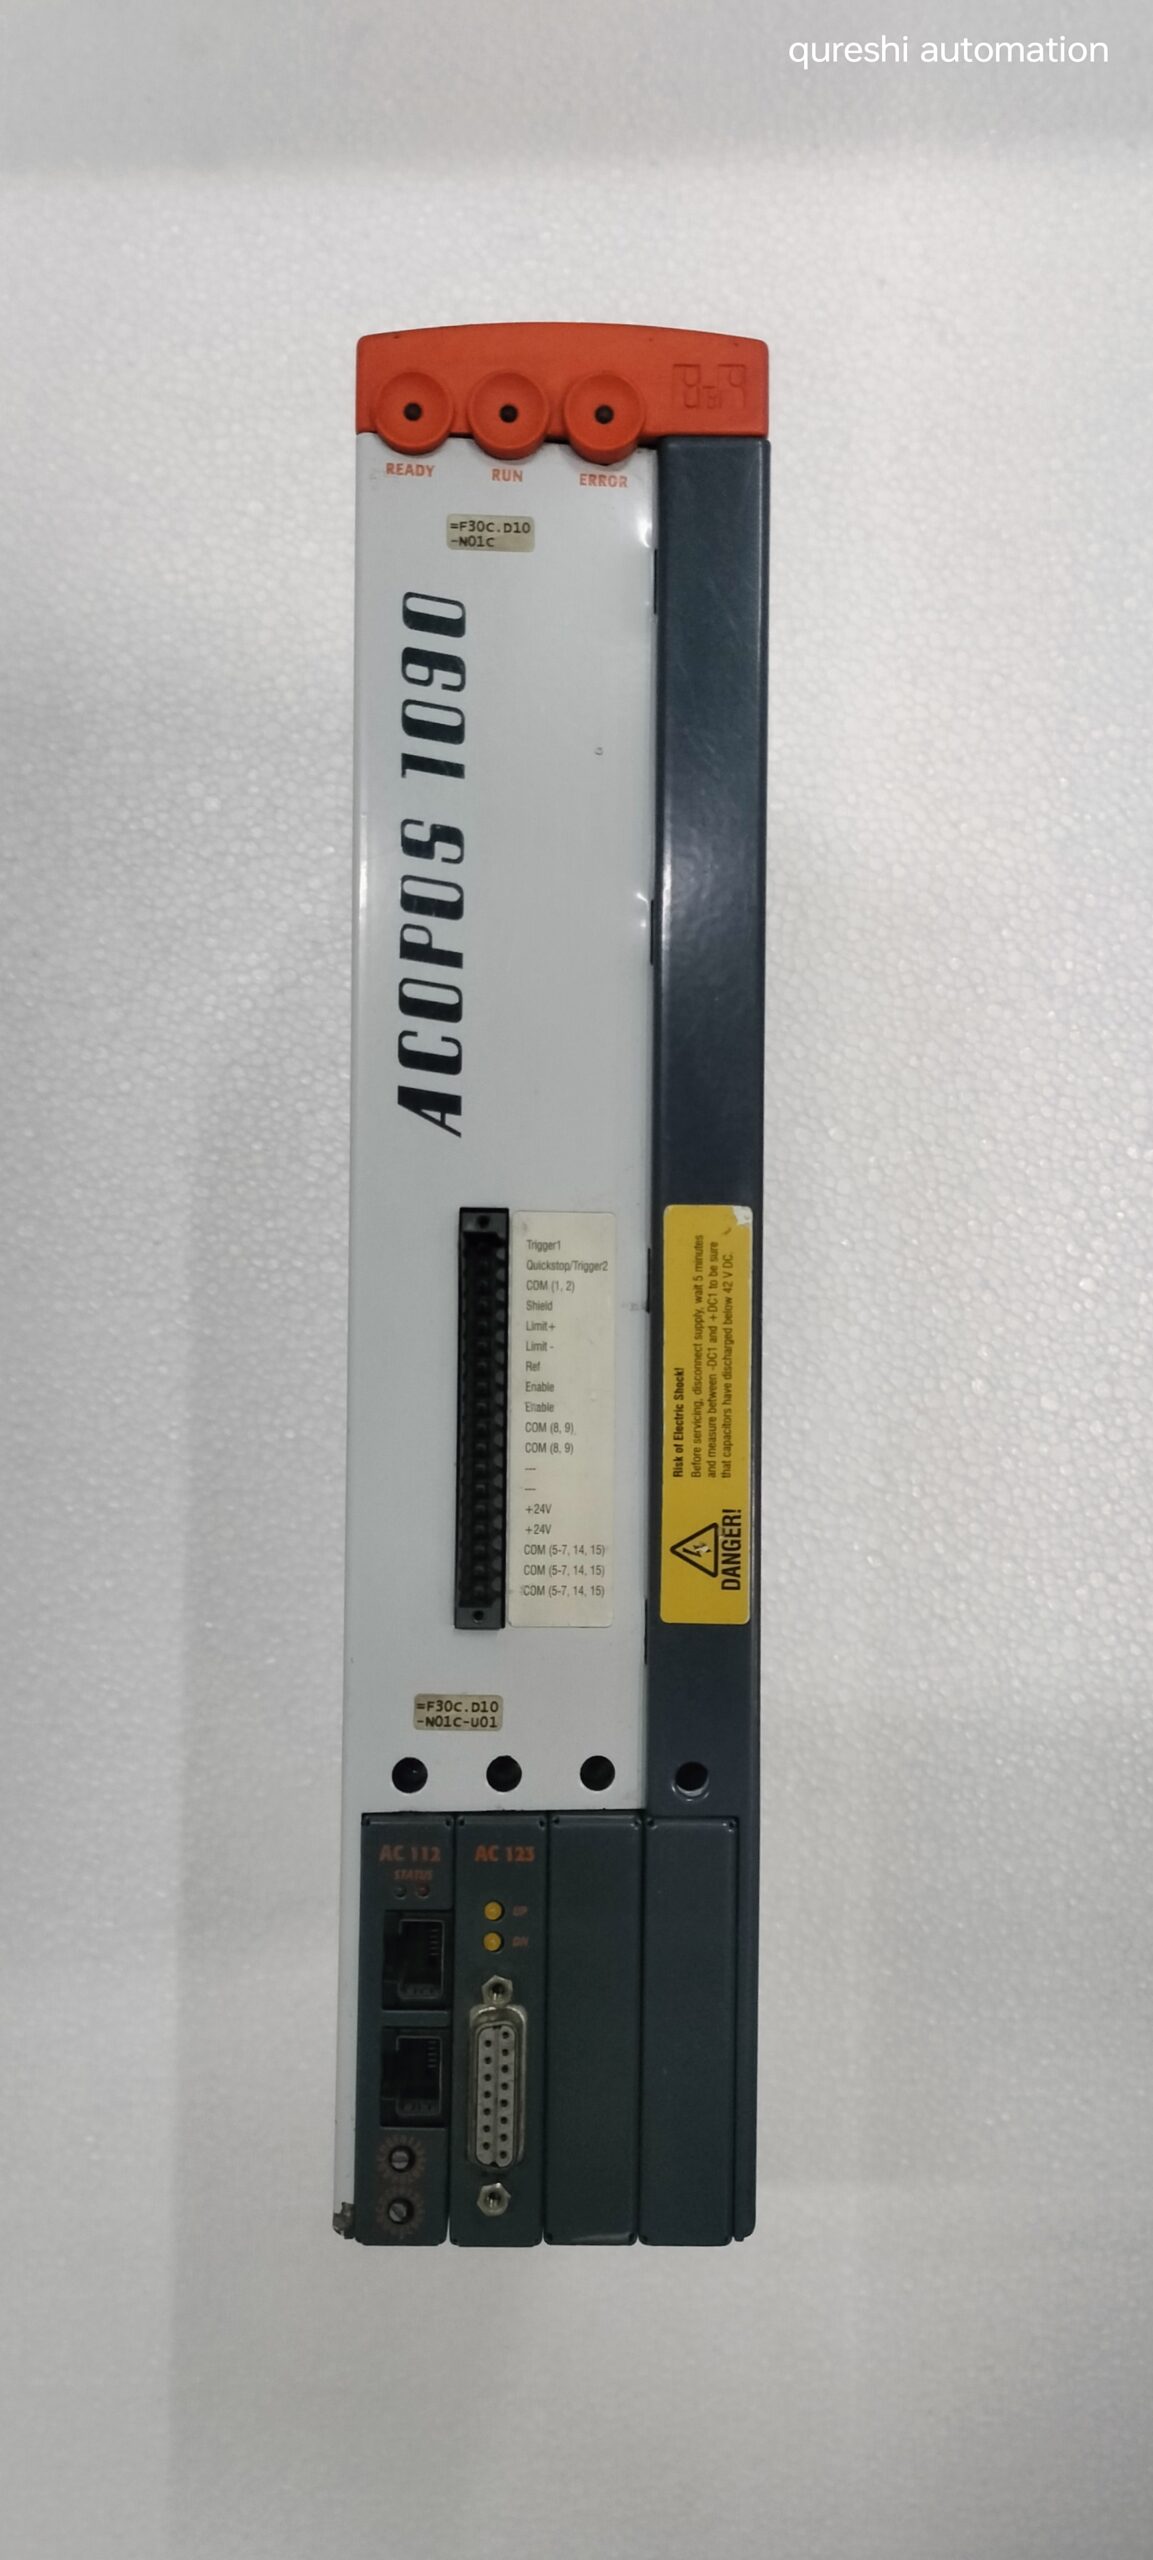 qureshi automation
READY
RUN
ERROR
=F30C.D10
-N01C
ACOPOS 1090
Trigger1
Quickstop/Trigger2
COM (1, 2)
Shield
Limit+
Limit -
Ref
Enable
Enable
COM (8, 9)
COM (8, 9)
---
---
+24V
+24V
COM (5-7, 14, 15)
COM (5-7, 14, 15)
COM (5-7, 14, 15)
DANGER!
Risk of Electric Shock!
Before servicing, disconnect supply, wait 5 minutes
and measure between -DC1 and +DC1 to be sure
that capacitors have discharged below 42 V DC.
=F30C.D10
-N01C-U01
AC 112
STATUS
AC 123
UP
DN